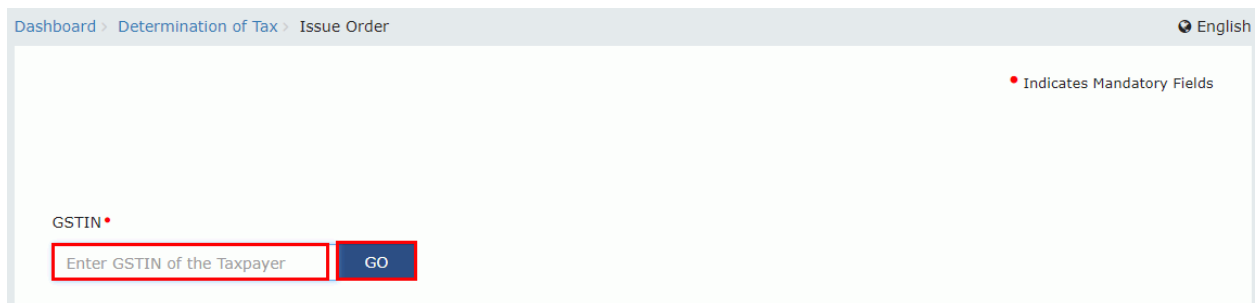 Dashboard > Determination of Tax > Issue Order English
• Indicates Mandatory Fields
GSTIN •
Enter GSTIN of the Taxpayer GO